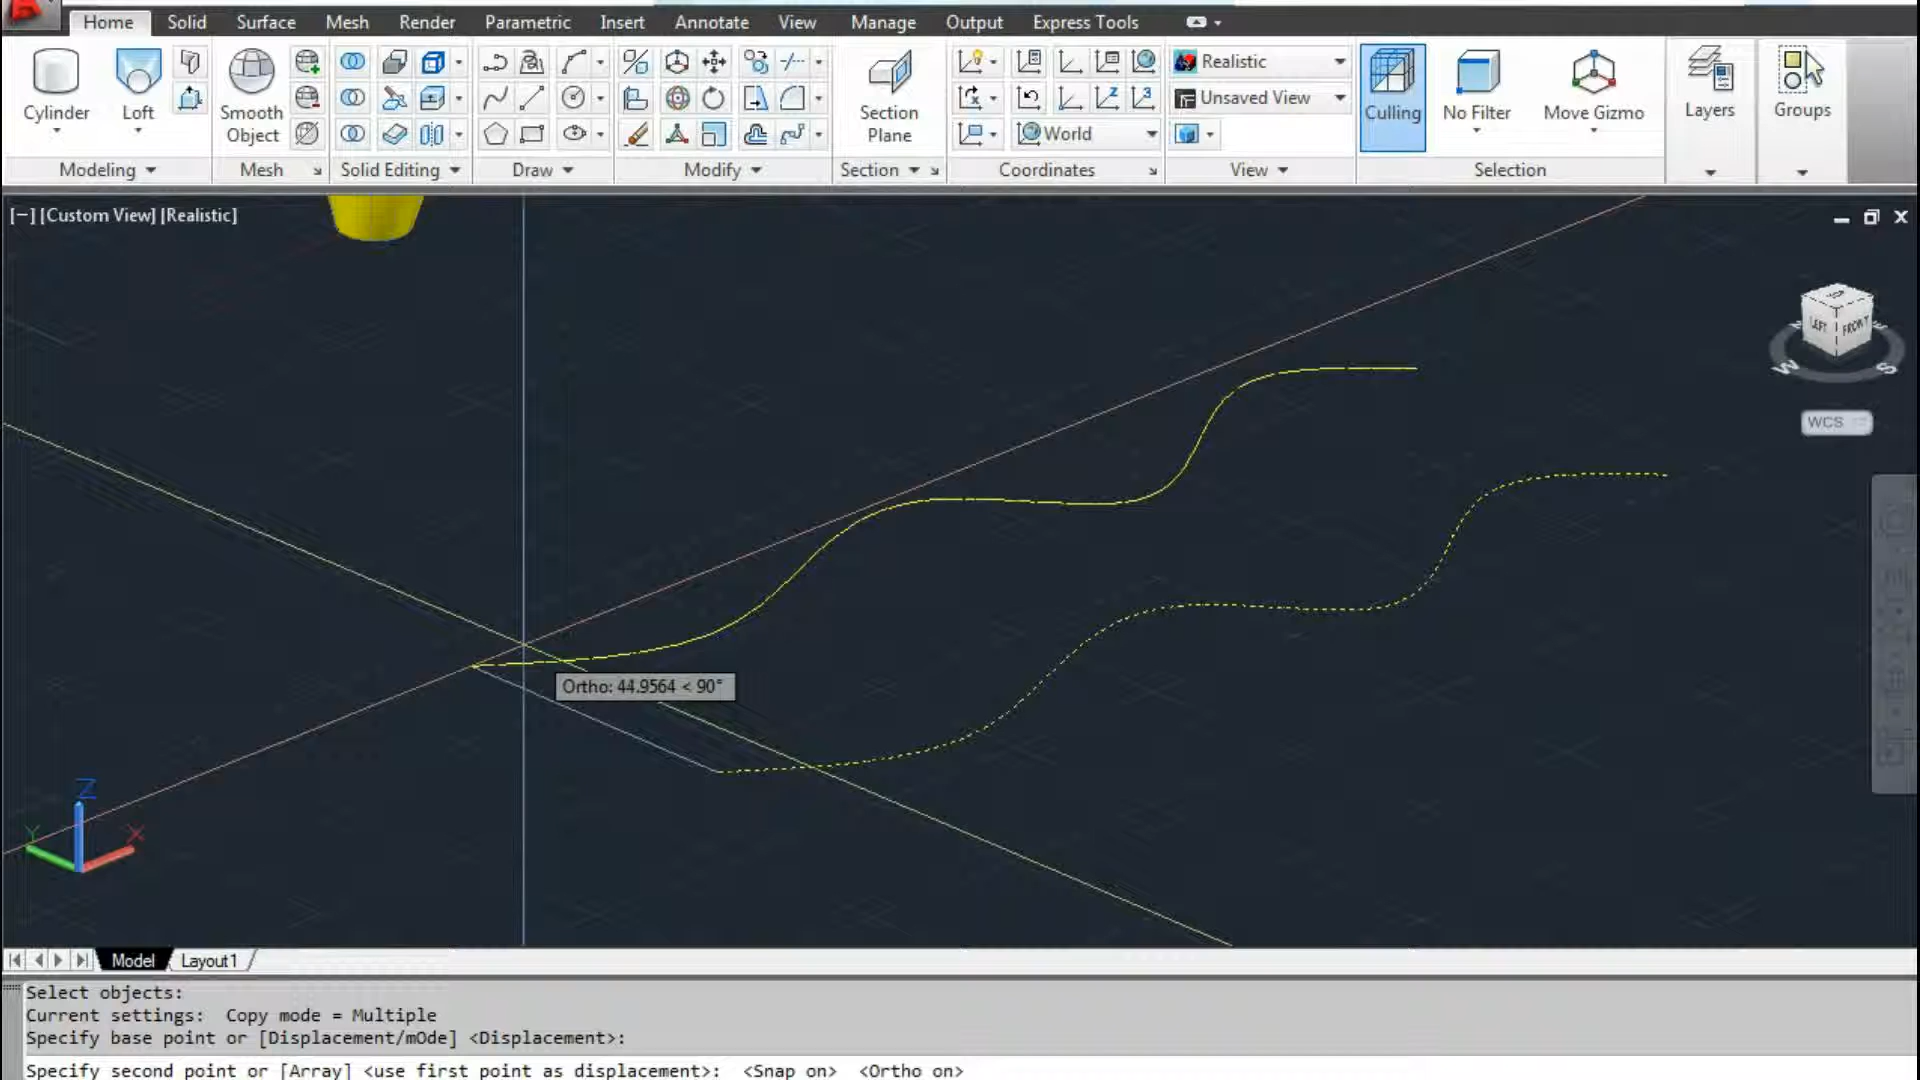 Home Solid Surface Mesh Render Parametric Insert Annotate View Manage Output Express Tools
Cylinder
Loft
Smooth
Object
Section
Plane
Realistic
Unsaved View
World
Culling
No Filter
Move Gizmo
Layers
Groups
Modeling
Mesh
Solid Editing
Draw
Modify
Section
Coordinates
View
Selection
[−] [Custom View] [Realistic]
LEFT FRONT
W S
WCS
Ortho: 44.9564 < 90°
Z
Y X
Model Layout1
Select objects:
Current settings:  Copy mode = Multiple
Specify base point or [Displacement/mOde] <Displacement>:
Specify second point or [Array] <use first point as displacement>:  <Snap on>  <Ortho on>